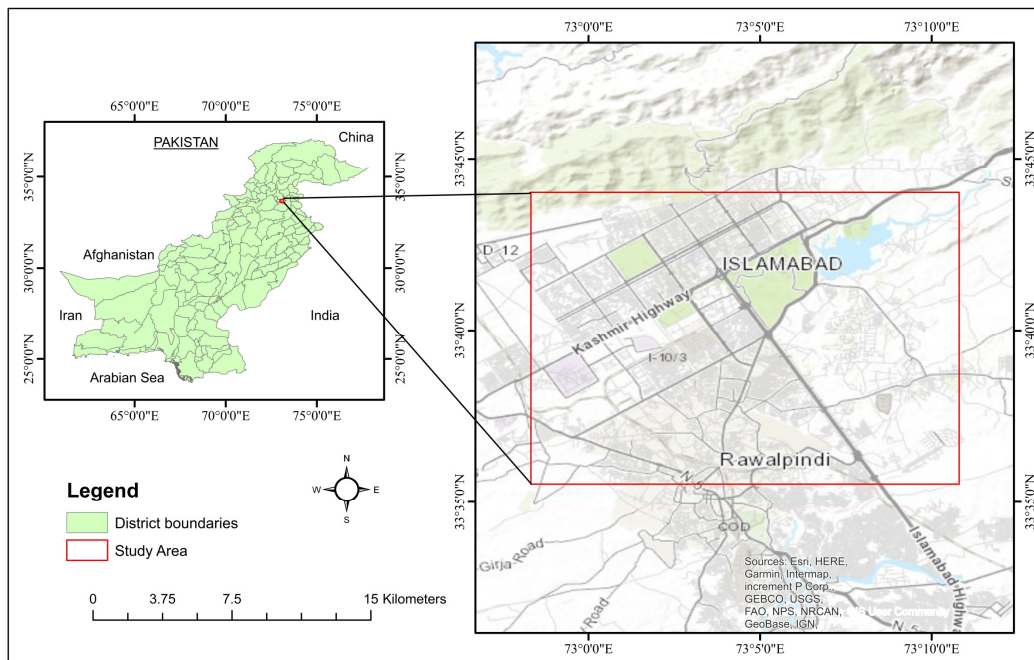 65°0'0"E 70°0'0"E 75°0'0"E
PAKISTAN
China
35°0'0"N
35°0'0"N
Afghanistan
30°0'0"N
30°0'0"N
Iran
India
25°0'0"N
25°0'0"N
Arabian Sea
65°0'0"E 70°0'0"E 75°0'0"E
N
W E
S
Legend
District boundaries
Study Area
0 3.75 7.5 15 Kilometers
73°0'0"E 73°5'0"E 73°10'0"E
33°45'0"N
33°45'0"N
D-12
ISLAMABAD
Kashmir-Highway
33°40'0"N
33°40'0"N
I-10/3
Rawalpindi
N-5
33°35'0"N
33°35'0"N
COD
Girja-Road
Road
Islamabad Highw
N-5
Sources: Esri, HERE,
Garmin, Intermap,
increment P Corp.,
GEBCO, USGS,
FAO, NPS, NRCAN,
GeoBase, IGN,
User Community
73°0'0"E 73°5'0"E 73°10'0"E